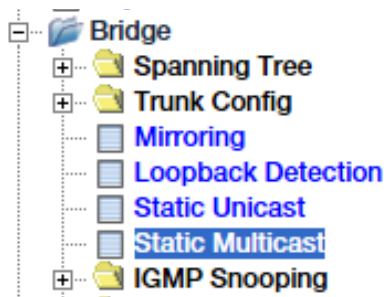 Bridge
Spanning Tree
Trunk Config
Mirroring
Loopback Detection
Static Unicast
Static Multicast
IGMP Snooping